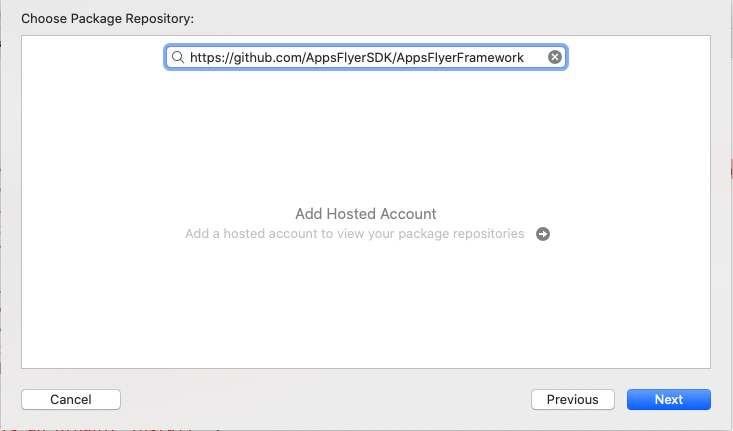 Choose Package Repository:
https://github.com/AppsFlyerSDK/AppsFlyerFramework
Add Hosted Account
Add a hosted account to view your package repositories
Cancel
Previous
Next